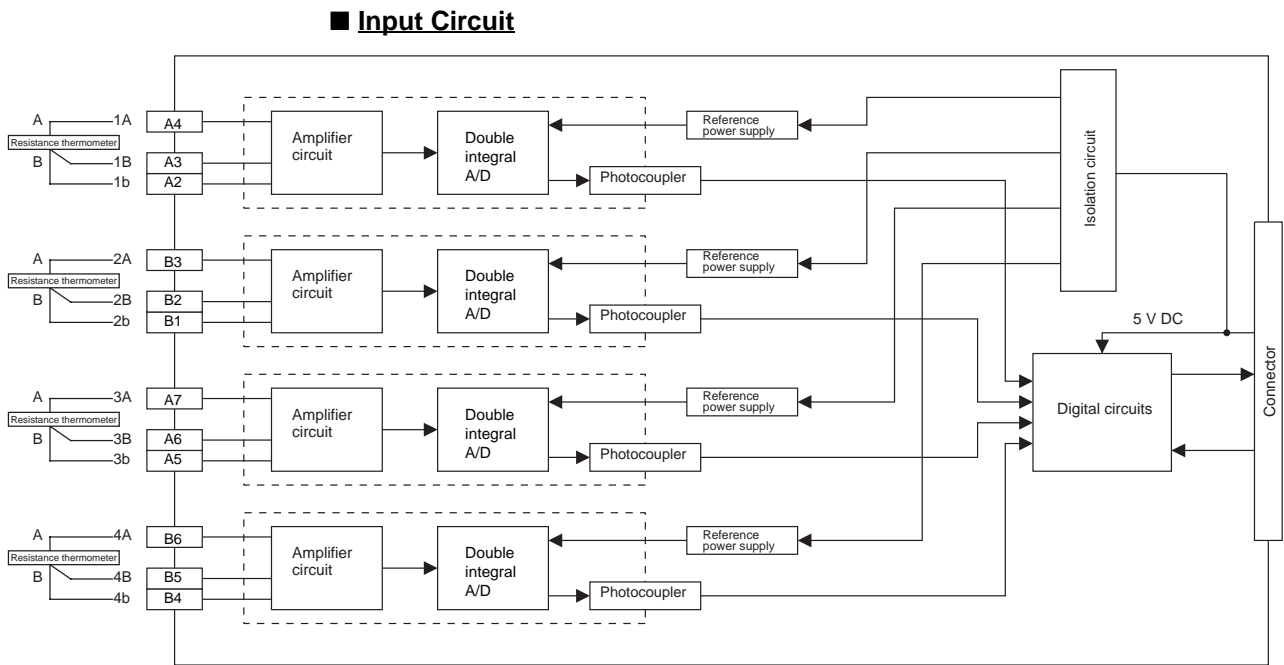 ■ Input Circuit
A
1A
A4
Resistance thermometer
B
1B
A3
1b
A2
Amplifier
circuit
Double
integral
A/D
Reference
power supply
Photocoupler
Isolation circuit
A
2A
B3
Resistance thermometer
B
2B
B2
2b
B1
Amplifier
circuit
Double
integral
A/D
Reference
power supply
Photocoupler
5 V DC
Connector
Digital circuits
A
3A
A7
Resistance thermometer
B
3B
A6
3b
A5
Amplifier
circuit
Double
integral
A/D
Reference
power supply
Photocoupler
A
4A
B6
Resistance thermometer
B
4B
B5
4b
B4
Amplifier
circuit
Double
integral
A/D
Reference
power supply
Photocoupler